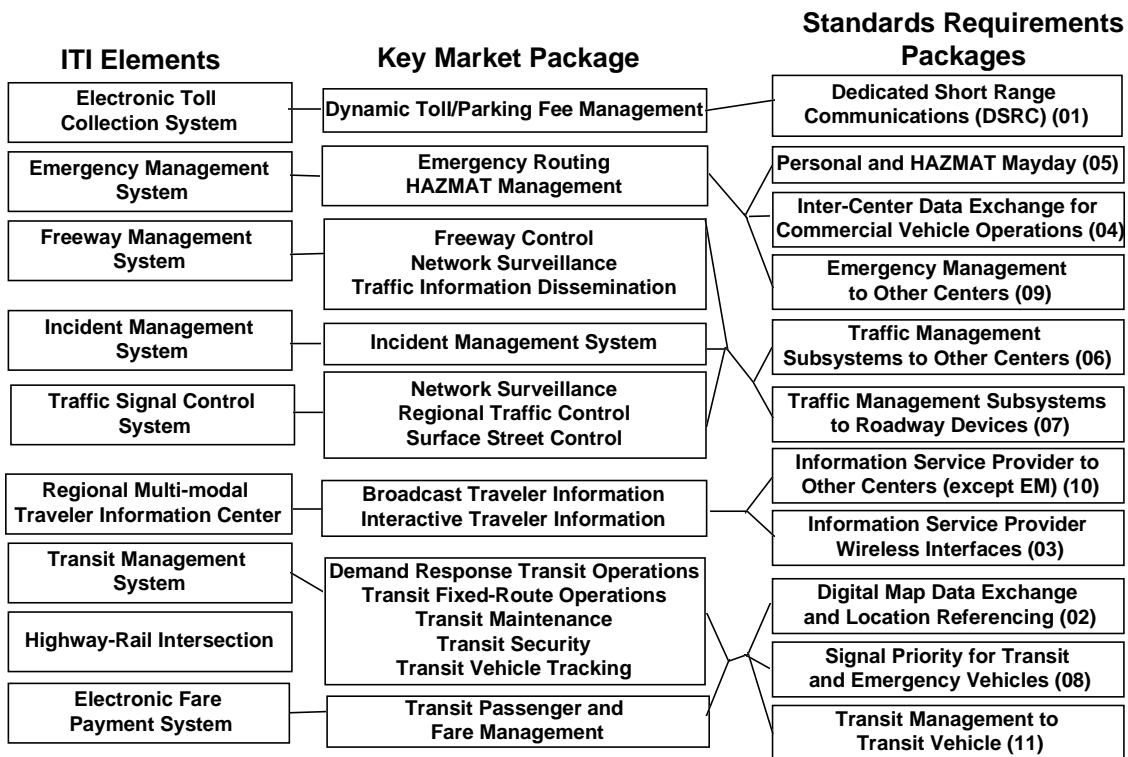 ITI Elements
Electronic Toll
Collection System
Emergency Management
System
Freeway Management
System
Incident Management
System
Traffic Signal Control
System
Regional Multi-modal
Traveler Information Center
Transit Management
System
Highway-Rail Intersection
Electronic Fare
Payment System
Key Market Package
Dynamic Toll/Parking Fee Management
Emergency Routing
HAZMAT Management
Freeway Control
Network Surveillance
Traffic Information Dissemination
Incident Management System
Network Surveillance
Regional Traffic Control
Surface Street Control
Broadcast Traveler Information
Interactive Traveler Information
Demand Response Transit Operations
Transit Fixed-Route Operations
Transit Maintenance
Transit Security
Transit Vehicle Tracking
Transit Passenger and
Fare Management
Standards Requirements
Packages
Dedicated Short Range
Communications (DSRC) (01)
Personal and HAZMAT Mayday (05)
Inter-Center Data Exchange for
Commercial Vehicle Operations (04)
Emergency Management
to Other Centers (09)
Traffic Management
Subsystems to Other Centers (06)
Traffic Management Subsystems
to Roadway Devices (07)
Information Service Provider to
Other Centers (except EM) (10)
Information Service Provider
Wireless Interfaces (03)
Digital Map Data Exchange
and Location Referencing (02)
Signal Priority for Transit
and Emergency Vehicles (08)
Transit Management to
Transit Vehicle (11)